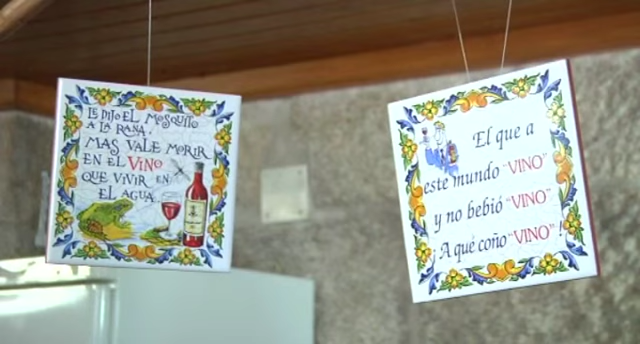 LE DIJO EL MOSQUITO
A LA RANA,
MAS VALE MORIR
EN EL VINO
QUE VIVIR EN
EL AGUA.
El que a
este mundo "VINO"
y no bebió "VINO"
¡A qué coño "VINO"!